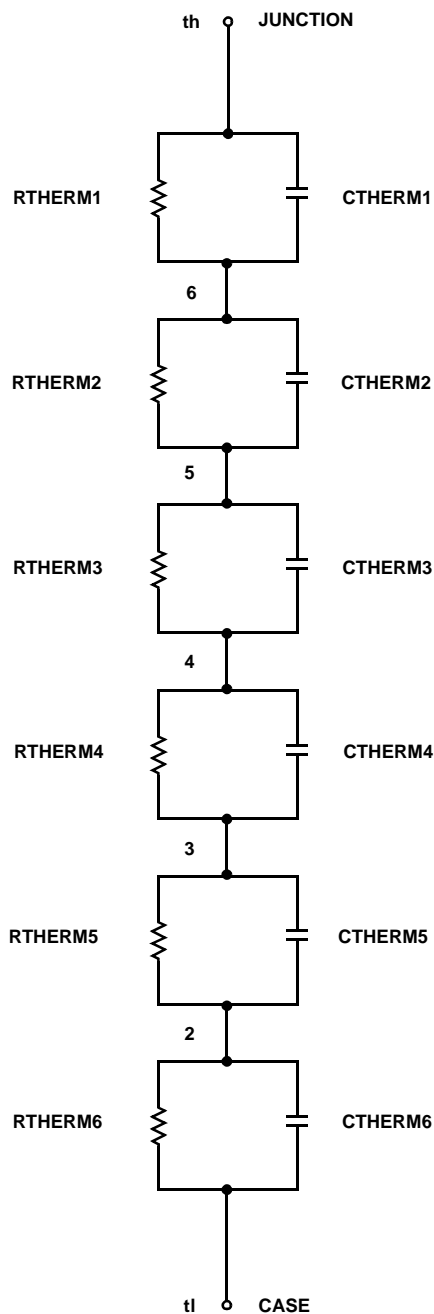 th JUNCTION
RTHERM1 CTHERM1
6
RTHERM2 CTHERM2
5
RTHERM3 CTHERM3
4
RTHERM4 CTHERM4
3
RTHERM5 CTHERM5
2
RTHERM6 CTHERM6
tl CASE